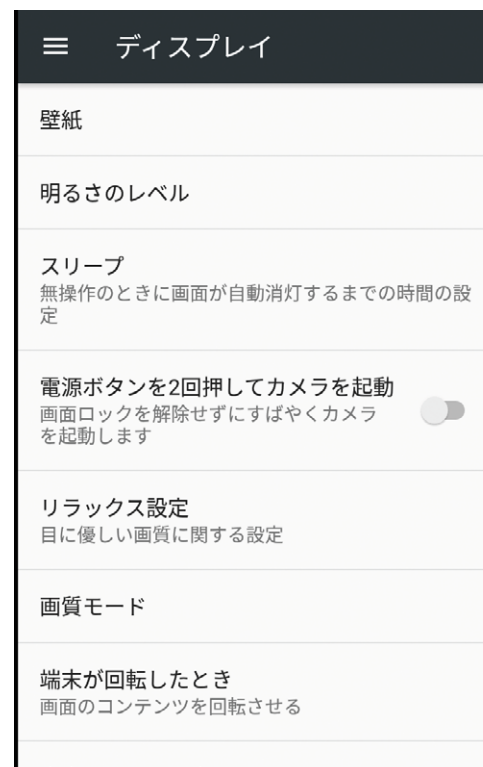 ディスプレイ
壁紙
明るさのレベル
スリープ
無操作のときに画面が自動消灯するまでの時間の設
定
電源ボタンを2回押してカメラを起動
画面ロックを解除せずにすばやくカメラ
を起動します
リラックス設定
目に優しい画質に関する設定
画質モード
端末が回転したとき
画面のコンテンツを回転させる